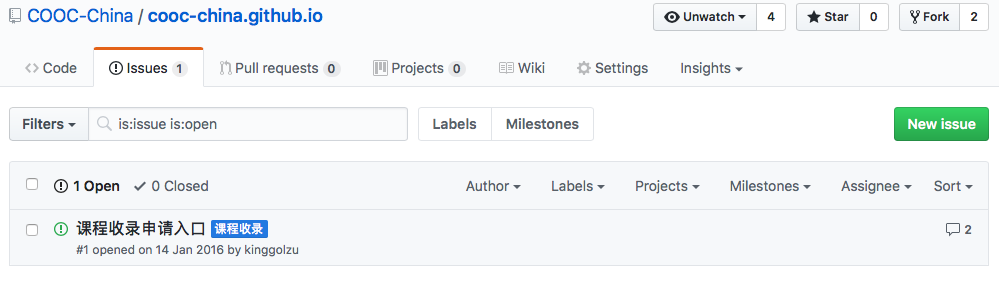 COOC-China / cooc-china.github.io Unwatch 4 Star 0 Fork 2
Code Issues 1 Pull requests 0 Projects 0 Wiki Settings Insights
Filters is:issue is:open Labels Milestones New issue
1 Open 0 Closed Author Labels Projects Milestones Assignee Sort
课程收录申请入口 课程收录 2
#1 opened on 14 Jan 2016 by kinggolzu